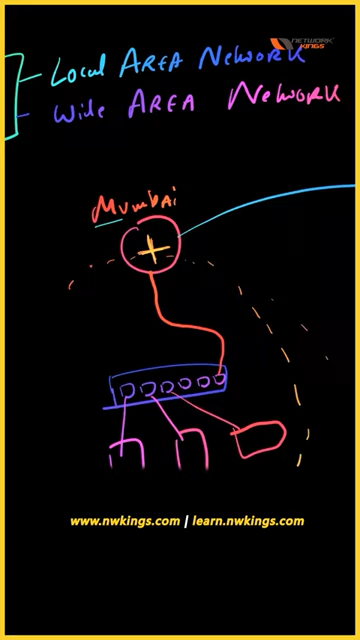 NETWORK
KINGS
LOCAL AREA NETWORK
WIDE AREA NETWORK
MUMBAI
www.nwkings.com | learn.nwkings.com